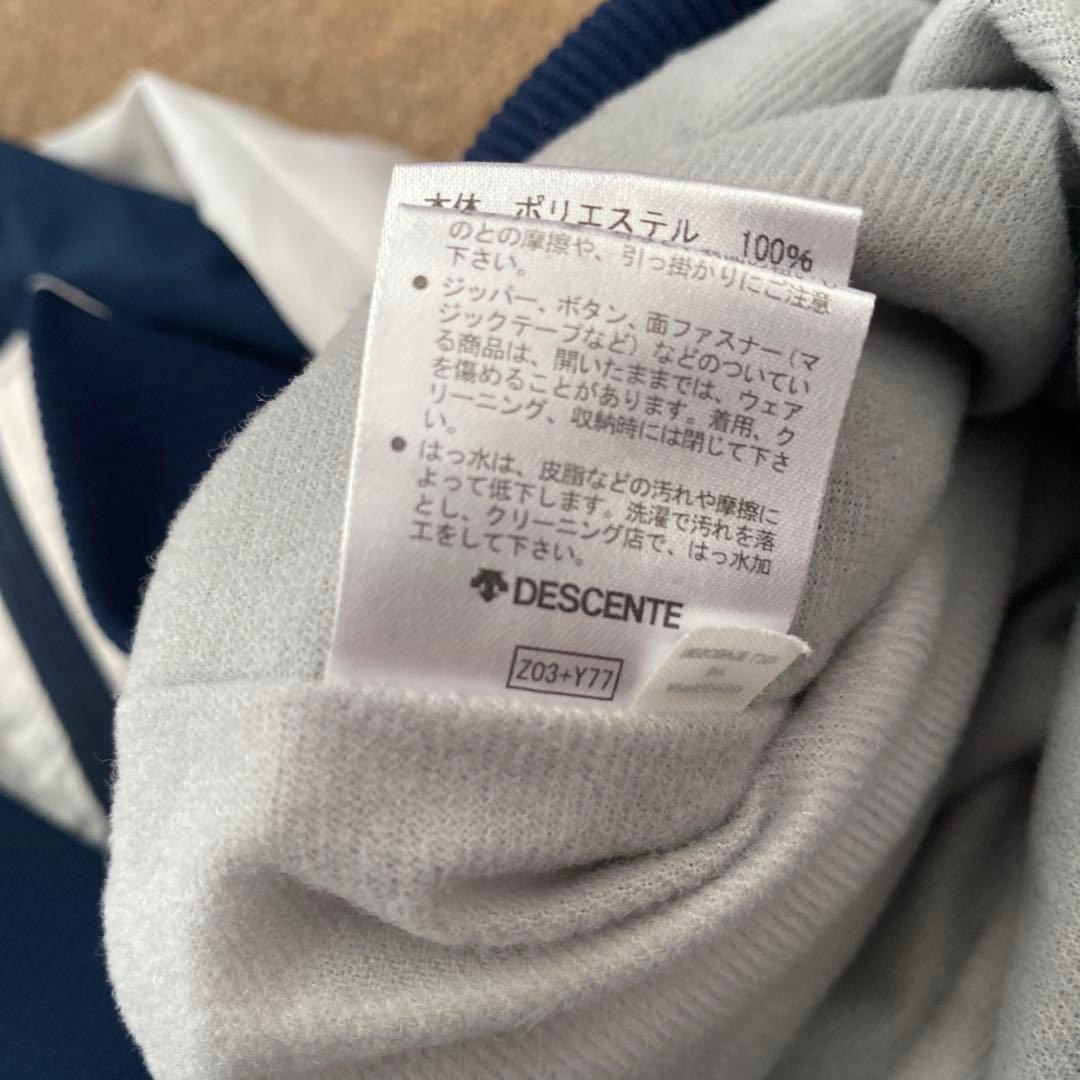 本体 ポリエステル 100%
のとの摩擦や、引っ掛かりにご注意
下さい。
● ジッパー、ボタン、面ファスナー(マ
ジックテープなど)などのついてい
る商品は、開いたままでは、ウェア
を傷めることがあります。着用、ク
リーニング、収納時には閉じて下さ
い。
● はっ水は、皮脂などの汚れや摩擦に
よって低下します。洗濯で汚れを落
とし、クリーニング店で、はっ水加
工をして下さい。
DESCENTE
Z03+Y77